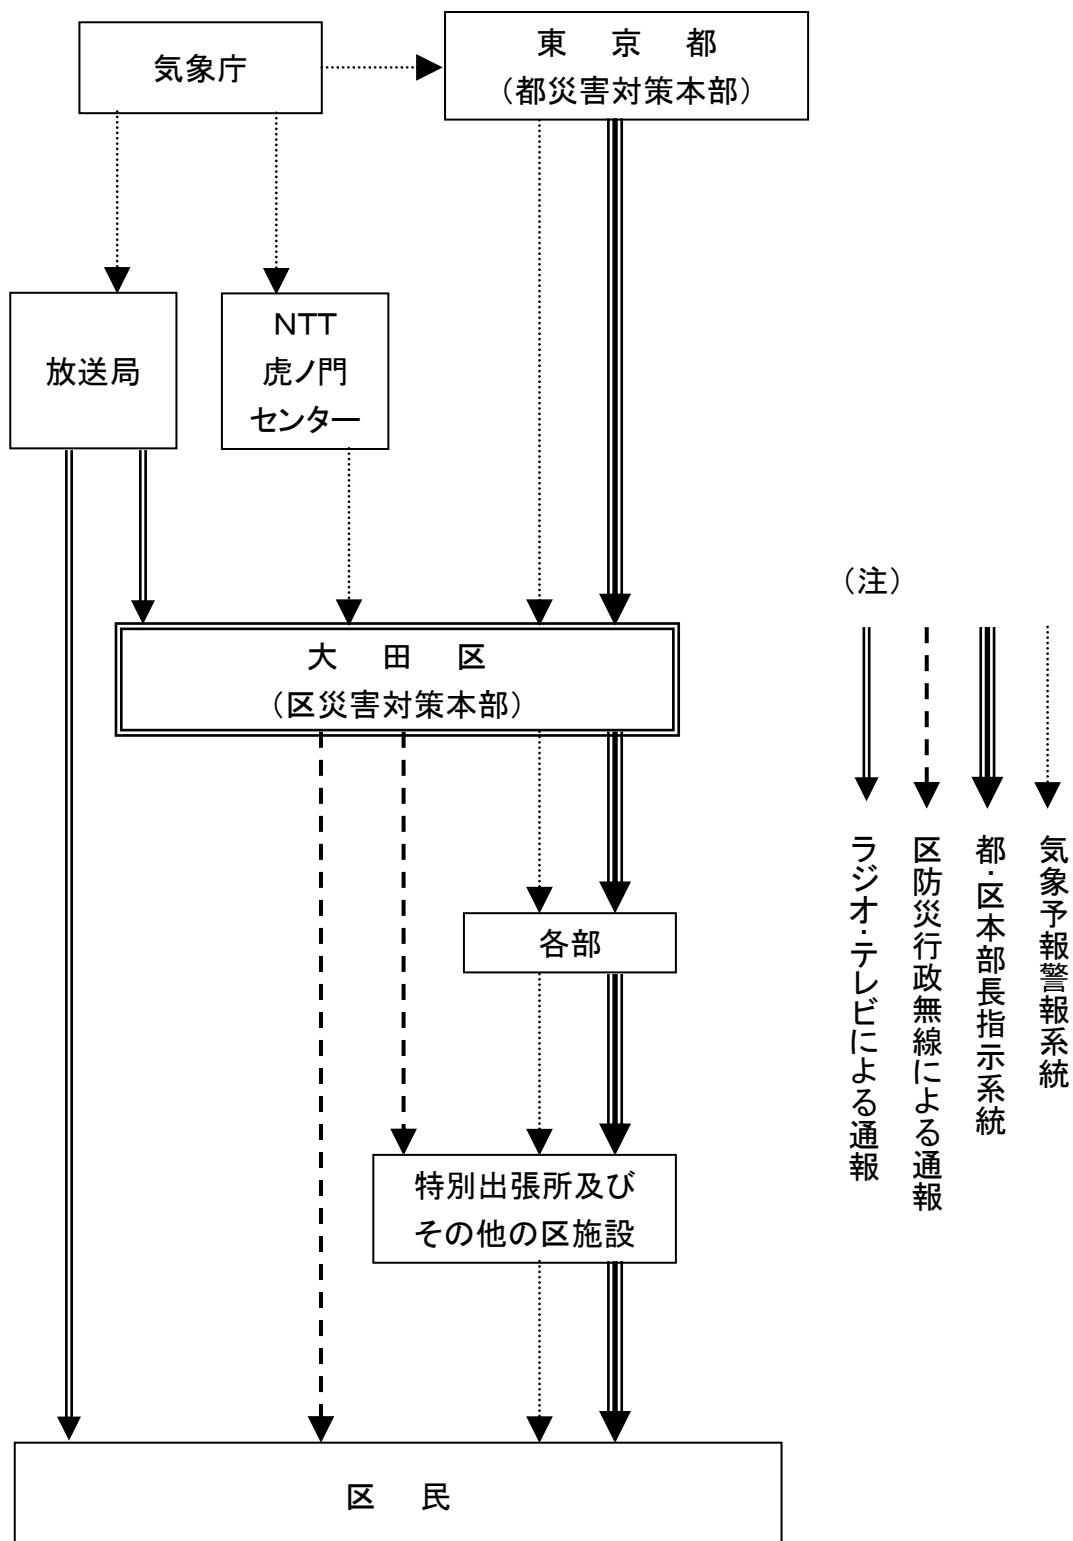 気象庁
東　京　都
（都災害対策本部）
放送局
NTT
虎ノ門
センター
大　田　区
（区災害対策本部）
各部
特別出張所及び
その他の区施設
区　民
（注）
気象予報警報系統
都・区本部長指示系統
区防災行政無線による通報
ラジオ・テレビによる通報